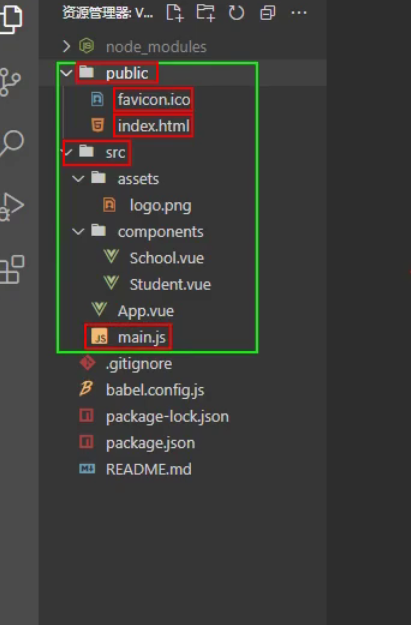 资源管理器: V...
node_modules
public
favicon.ico
index.html
src
assets
logo.png
components
School.vue
Student.vue
App.vue
JS main.js
.gitignore
babel.config.js
package-lock.json
package.json
README.md